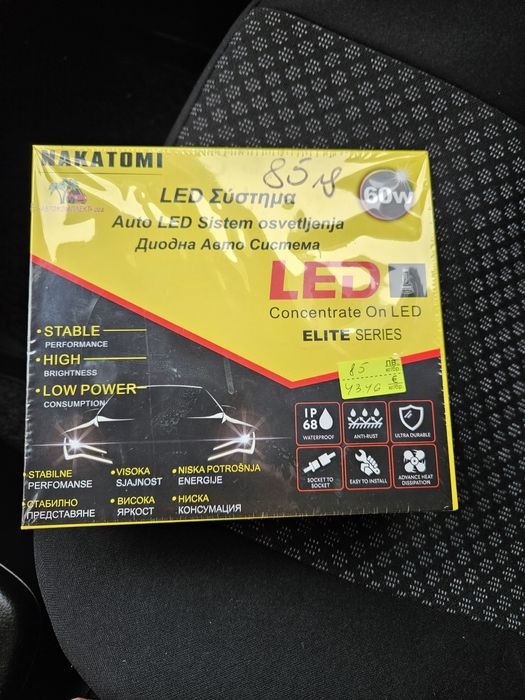 NAKATOMI
85 лв
60W
LED Σύστημα
Auto LED Sistem osvetljenja
Диодна Авто Система
LED
Concentrate On LED
ELITE SERIES
• STABLE
PERFORMANCE
• HIGH
BRIGHTNESS
• LOW POWER
CONSUMPTION
85 лв.
43.46 €
IP
68
WATERPROOF
ANTI-RUST
ULTRA DURABLE
SOCKET TO
SOCKET
EASY TO INSTALL
ADVANCE HEAT
DISSIPATION
• STABILNE
PERFOMANSE
• VISOKA
SJAJNOST
• NISKA POTROŠNJA
ENERGIJE
• СТАБИЛНО
ПРЕДСТАВЯНЕ
• ВИСОКА
ЯРКОСТ
• НИСКА
КОНСУМАЦИЯ